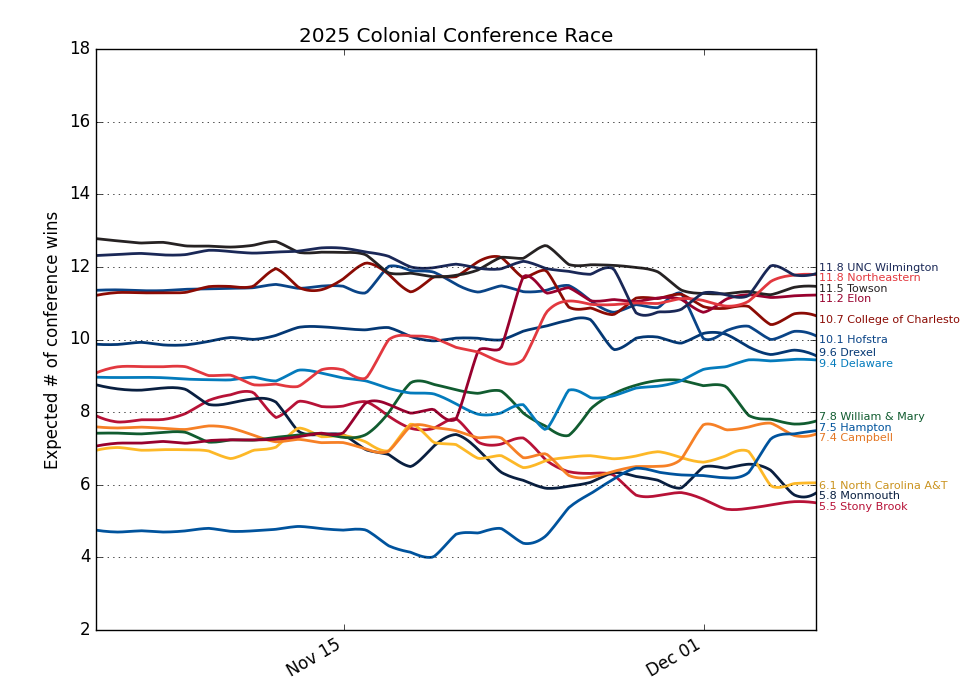 2025 Colonial Conference Race
Expected # of conference wins
18
16
14
12
10
8
6
4
2
Nov 15
Dec 01
11.8 UNC Wilmington
11.8 Northeastern
11.5 Towson
11.2 Elon
10.7 College of Charlesto
10.1 Hofstra
9.6 Drexel
9.4 Delaware
7.8 William & Mary
7.5 Hampton
7.4 Campbell
6.1 North Carolina A&T
5.8 Monmouth
5.5 Stony Brook